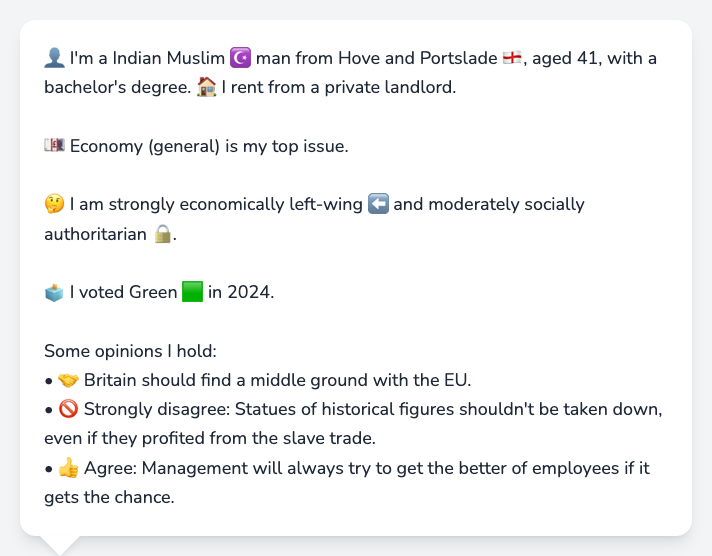 👤 I'm a Indian Muslim ☪️ man from Hove and Portslade 🏴󠁧󠁢󠁥󠁮󠁧󠁿, aged 41, with a
bachelor's degree. 🏠 I rent from a private landlord.
💷 Economy (general) is my top issue.
🤔 I am strongly economically left-wing ⬅️ and moderately socially
authoritarian 🔒.
🗳️ I voted Green 🟩 in 2024.
Some opinions I hold:
• 🤝 Britain should find a middle ground with the EU.
• 🚫 Strongly disagree: Statues of historical figures shouldn't be taken down,
even if they profited from the slave trade.
• 👍 Agree: Management will always try to get the better of employees if it
gets the chance.